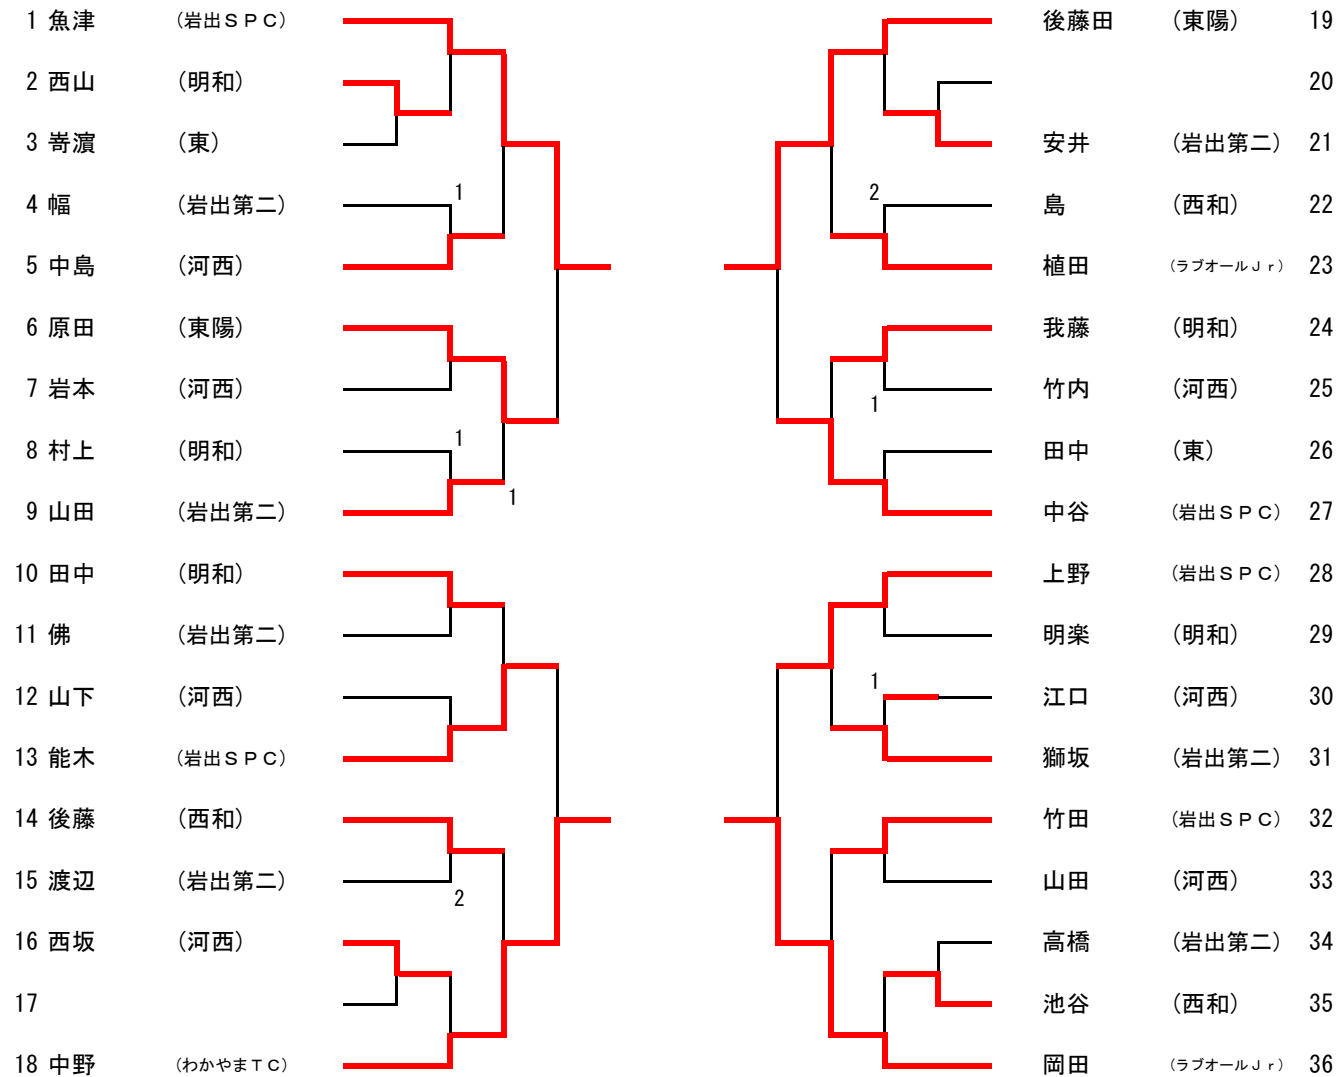 1 魚津 (岩出ＳＰＣ)
2 西山 (明和)
3 嵜濵 (東)
4 幅 (岩出第二)
1
5 中島 (河西)
6 原田 (東陽)
7 岩本 (河西)
8 村上 (明和)
1
9 山田 (岩出第二)
1
10 田中 (明和)
11 佛 (岩出第二)
12 山下 (河西)
13 能木 (岩出ＳＰＣ)
14 後藤 (西和)
15 渡辺 (岩出第二)
2
16 西坂 (河西)
17
18 中野 (わかやまＴＣ)
後藤田 (東陽) 19
20
安井 (岩出第二) 21
2
島 (西和) 22
植田 (ラブオールＪｒ) 23
我藤 (明和) 24
竹内 (河西) 25
1
田中 (東) 26
中谷 (岩出ＳＰＣ) 27
上野 (岩出ＳＰＣ) 28
明楽 (明和) 29
1
江口 (河西) 30
獅坂 (岩出第二) 31
竹田 (岩出ＳＰＣ) 32
山田 (河西) 33
高橋 (岩出第二) 34
池谷 (西和) 35
岡田 (ラブオールＪｒ) 36